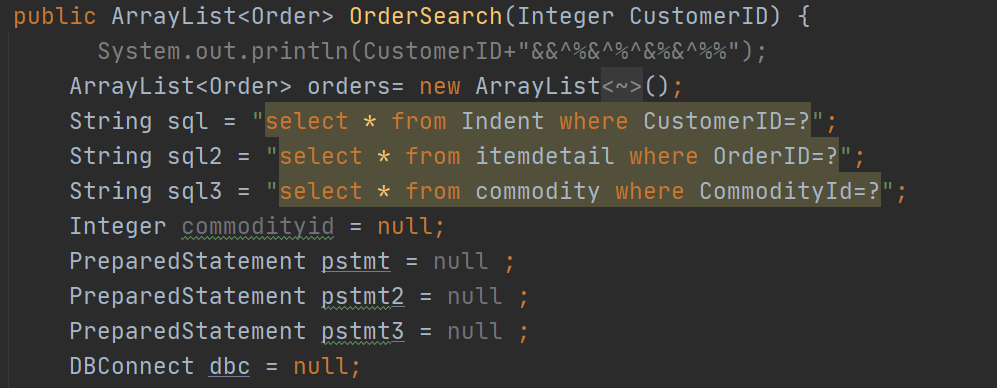 public ArrayList<Order> OrderSearch(Integer CustomerID) {
System.out.println(CustomerID+"&&^%&^%^&%&^%%");
ArrayList<Order> orders= new ArrayList<~>();
String sql = "select * from Indent where CustomerID=?";
String sql2 = "select * from itemdetail where OrderID=?";
String sql3 = "select * from commodity where CommodityId=?";
Integer commodityid = null;
PreparedStatement pstmt = null ;
PreparedStatement pstmt2 = null ;
PreparedStatement pstmt3 = null ;
DBConnect dbc = null;